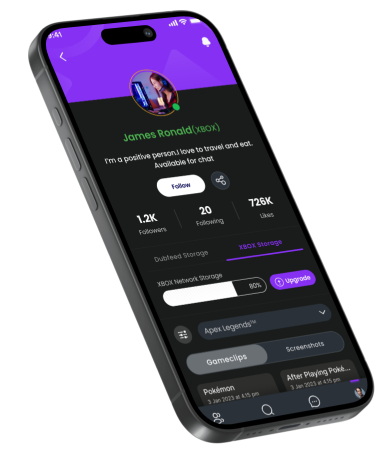 9:41
James Ronald(XBOX)
I'm a positive person.I love to travel and eat.
Available for chat
Follow
1.2K
Followers
20
Following
726K
Likes
Dubfeed Storage
XBOX Storage
XBOX Network Storage
80%
Upgrade
Apex Legends™
Gameclips
Screenshots
Pokémon
3 Jan 2023 at 4:15 pm
After Playing Poké...
3 Jan 2023 at 4:15 pm